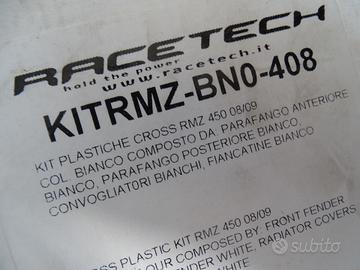 RACETECH
hold the power
www.racetech.it
KITRMZ-BN0-408
KIT PLASTICHE CROSS RMZ 450 08/09
COL. BIANCO COMPOSTO DA: PARAFANGO ANTERIORE
BIANCO, PARAFANGO POSTERIORE BIANCO,
CONVOGLIATORI BIANCHI, FIANCATINE BIANCO
CROSS PLASTIC KIT RMZ 450 08/09
COMPOSED BY: FRONT FENDER
WHITE, RADIATOR COVERS
subito